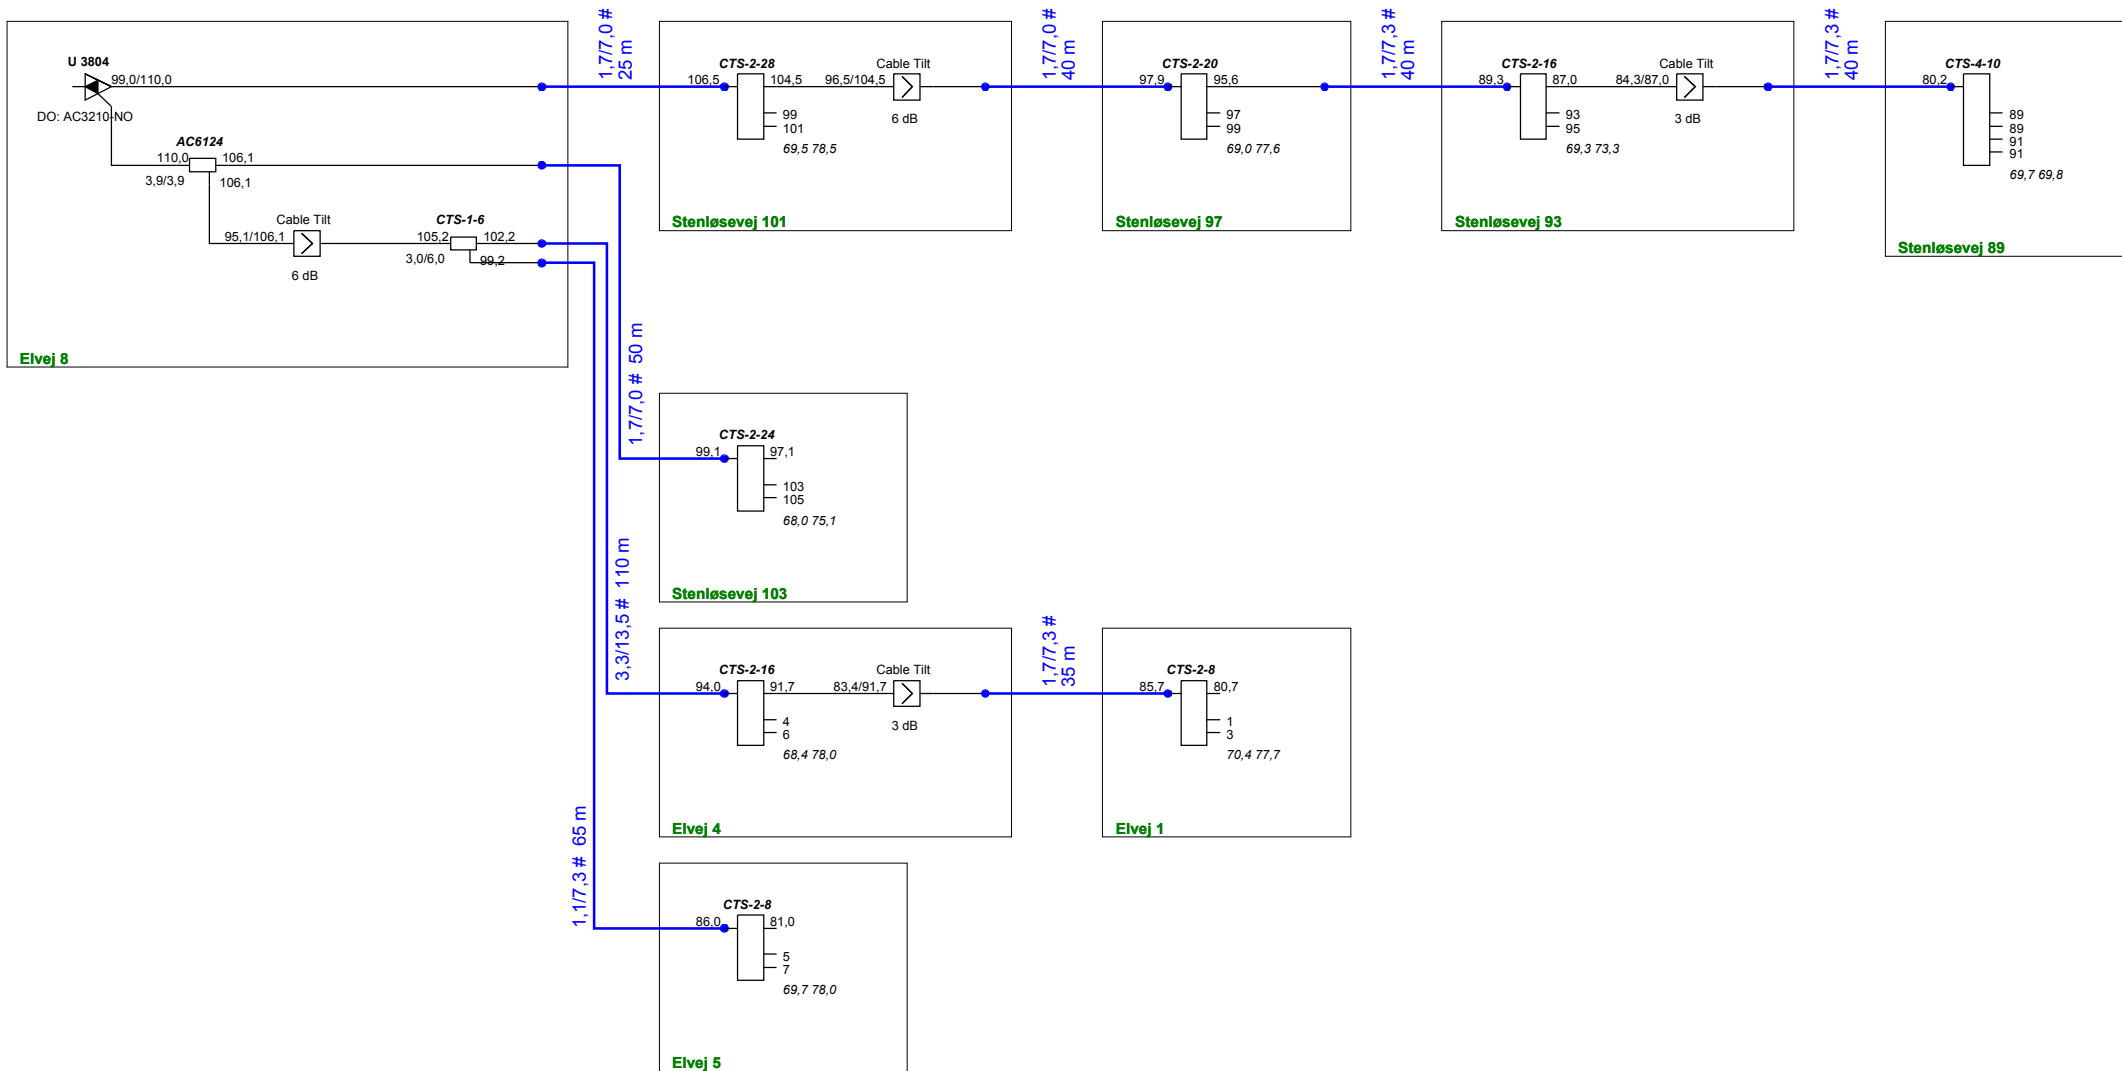 U 3804
99,0/110,0
DO: AC3210-NO
AC6124
110,0
106,1
3,9/3,9
106,1
Cable Tilt
95,1/106,1
6 dB
CTS-1-6
105,2
102,2
3,0/6,0
99,2
Elvej 8
1,7/7,0 #
25 m
CTS-2-28
106,5
104,5
99
101
69,5 78,5
Cable Tilt
96,5/104,5
6 dB
Stenløsevej 101
1,7/7,0 #
40 m
CTS-2-20
97,9
95,6
97
99
69,0 77,6
Stenløsevej 97
1,7/7,3 #
40 m
CTS-2-16
89,3
87,0
93
95
69,3 73,3
Cable Tilt
84,3/87,0
3 dB
Stenløsevej 93
1,7/7,3 #
40 m
CTS-4-10
80,2
89
89
91
91
69,7 69,8
Stenløsevej 89
1,7/7,0 # 50 m
CTS-2-24
99,1
97,1
103
105
68,0 75,1
Stenløsevej 103
3,3/13,5 # 110 m
CTS-2-16
94,0
91,7
4
6
68,4 78,0
Cable Tilt
83,4/91,7
3 dB
Elvej 4
1,7/7,3 #
35 m
CTS-2-8
85,7
80,7
1
3
70,4 77,7
Elvej 1
1,1/7,3 # 65 m
CTS-2-8
86,0
81,0
5
7
69,7 78,0
Elvej 5